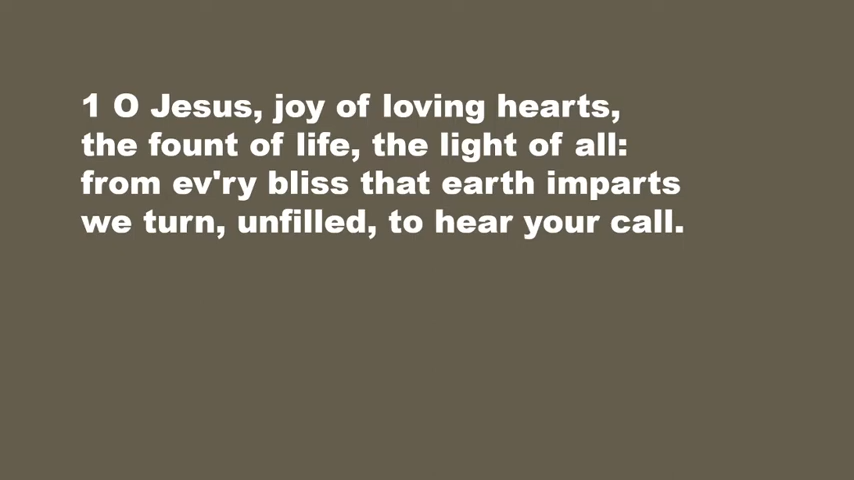 1 O Jesus, joy of loving hearts,
the fount of life, the light of all:
from ev'ry bliss that earth imparts
we turn, unfilled, to hear your call.